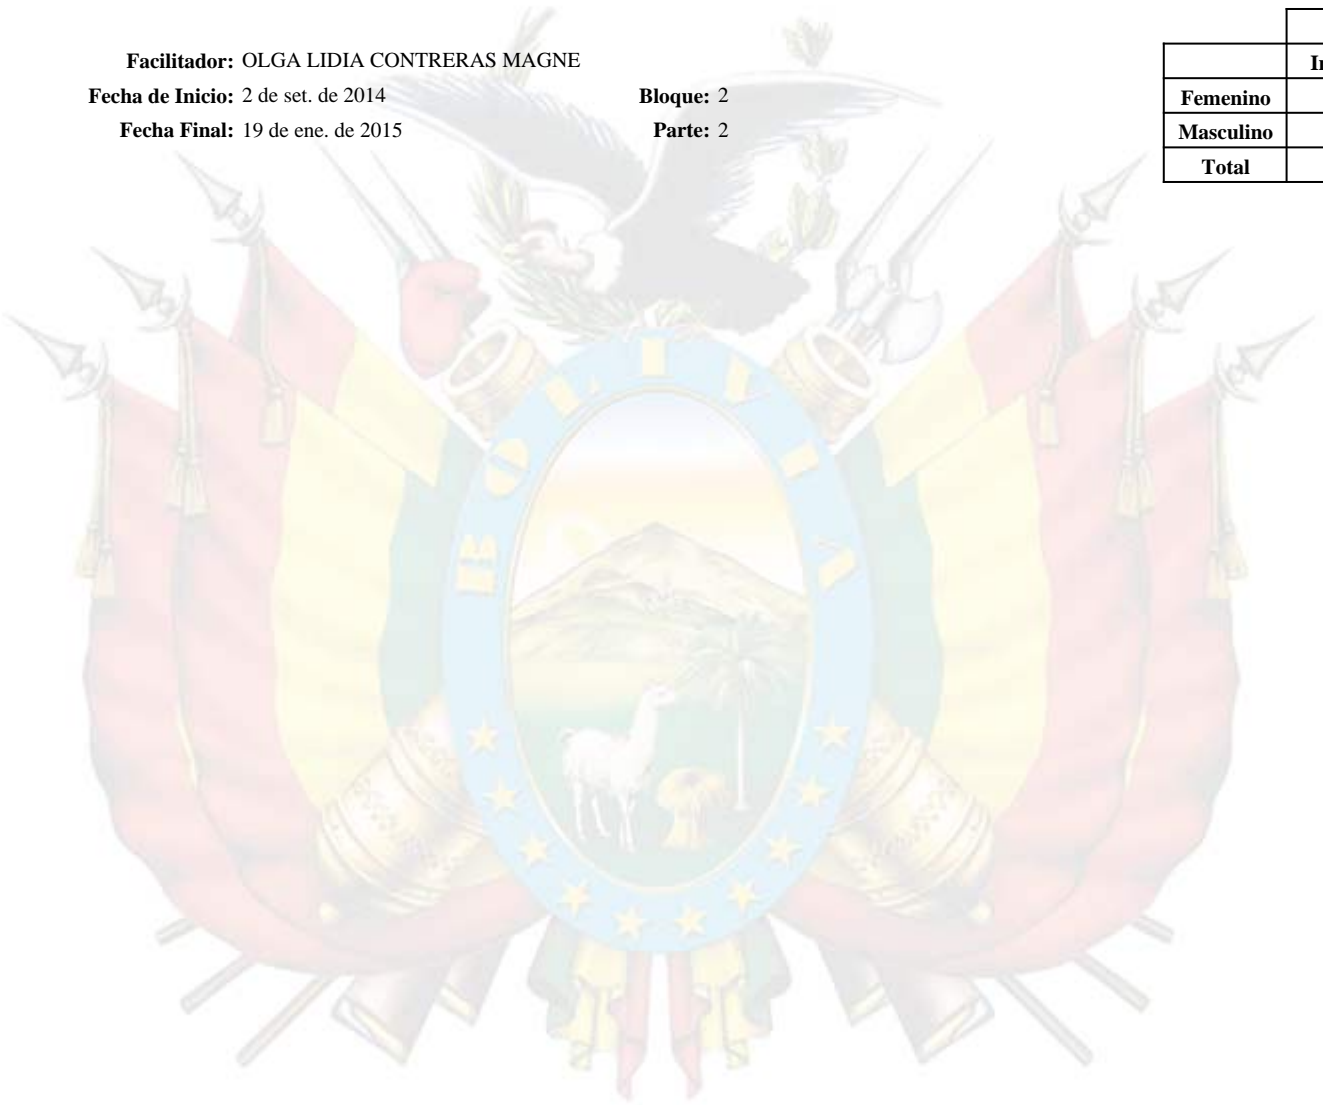 Facilitador: OLGA LIDIA CONTRERAS MAGNE
Fecha de Inicio: 2 de set. de 2014 Bloque: 2
Fecha Final: 19 de ene. de 2015 Parte: 2
Femenino
Masculino
Total
BOLIVIA